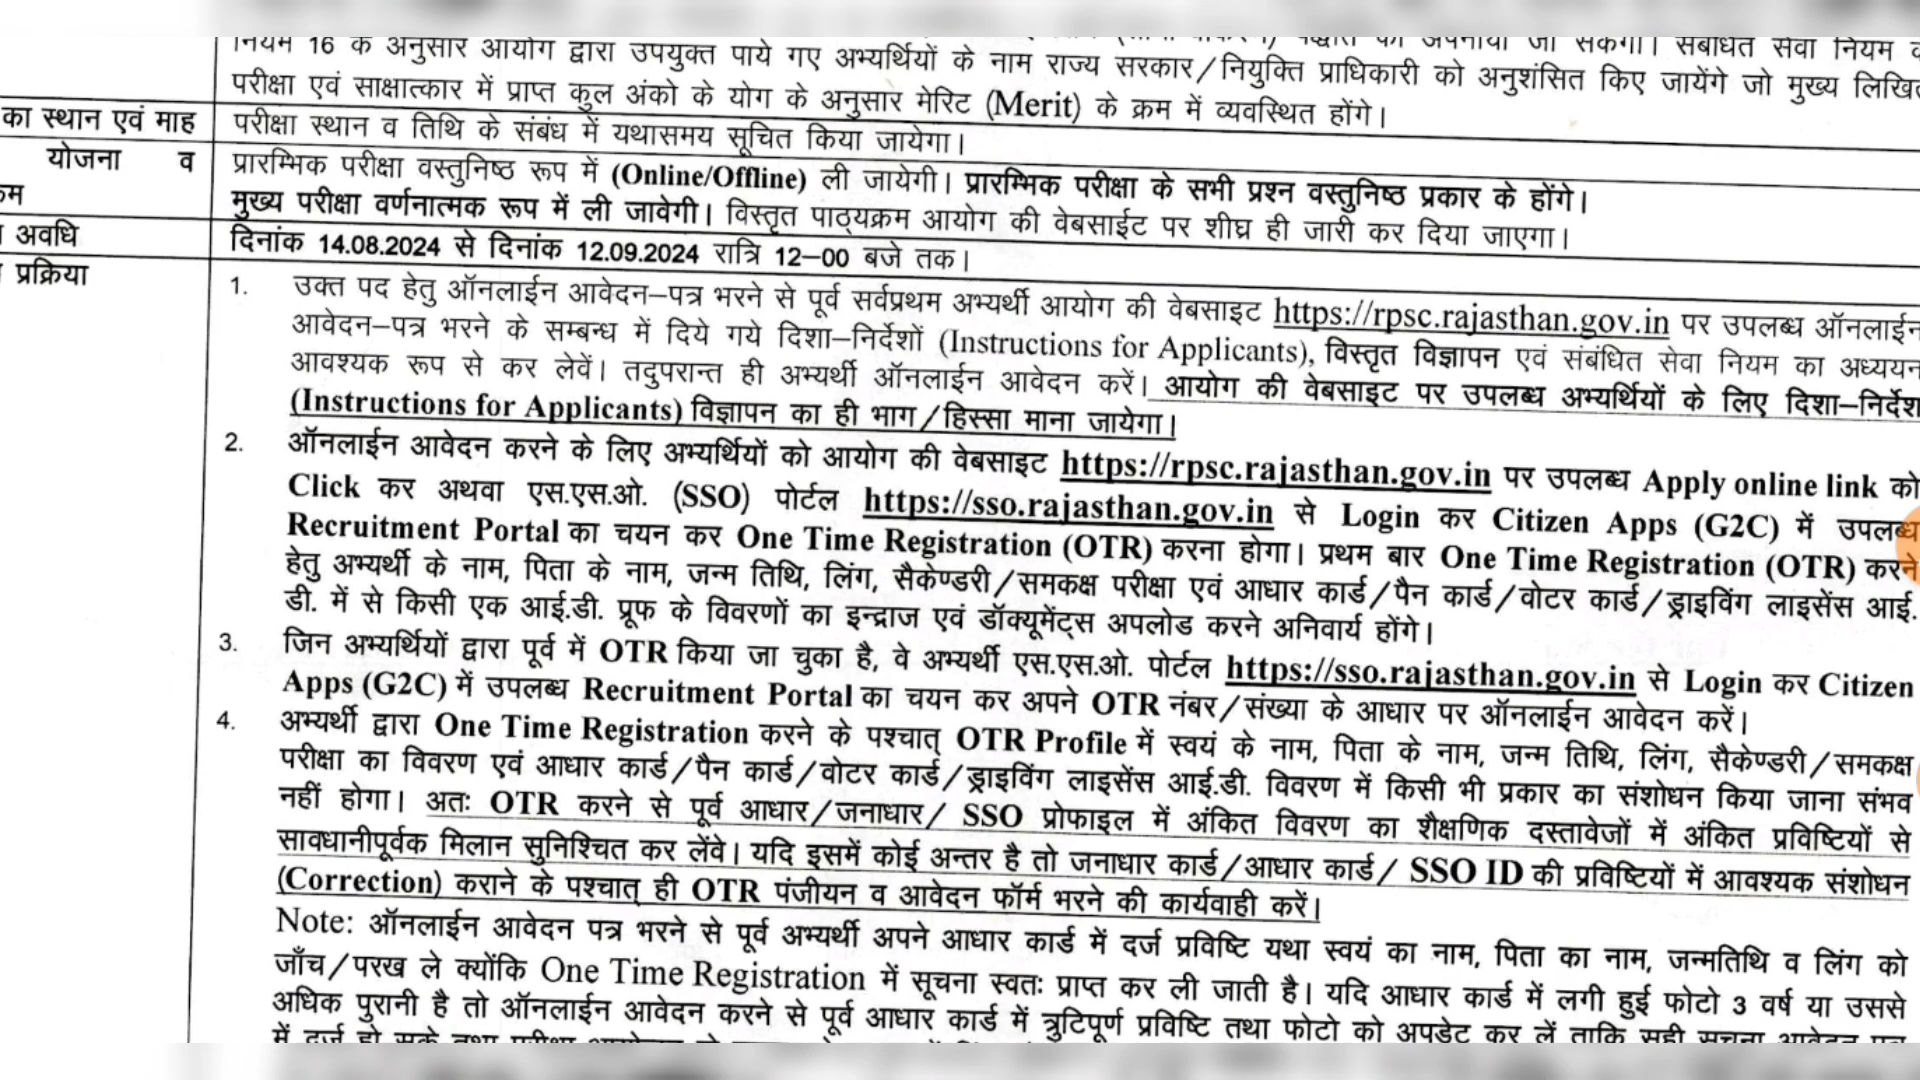 नियम 16 के अनुसार आयोग द्वारा उपयुक्त पाये गए अभ्यर्थियों के नाम राज्य सरकार/नियुक्ति प्राधिकारी को अनुशंसित किए जायेंगे जो मुख्य लिखित
परीक्षा एवं साक्षात्कार में प्राप्त कुल अंको के योग के अनुसार मेरिट (Merit) के क्रम में व्यवस्थित होंगे।
का स्थान एवं माह परीक्षा स्थान व तिथि के संबंध में यथासमय सूचित किया जायेगा।
योजना व प्रारम्भिक परीक्षा वस्तुनिष्ठ रूप में (Online/Offline) ली जायेगी। प्रारम्भिक परीक्षा के सभी प्रश्न वस्तुनिष्ठ प्रकार के होंगे।
मुख्य परीक्षा वर्णनात्मक रूप में ली जावेगी। विस्तृत पाठ्यक्रम आयोग की वेबसाईट पर शीघ्र ही जारी कर दिया जाएगा।
अवधि दिनांक 14.08.2024 से दिनांक 12.09.2024 रात्रि 12–00 बजे तक।
प्रक्रिया
1. उक्त पद हेतु ऑनलाईन आवेदन–पत्र भरने से पूर्व सर्वप्रथम अभ्यर्थी आयोग की वेबसाइट https://rpsc.rajasthan.gov.in पर उपलब्ध ऑनलाईन
आवेदन–पत्र भरने के सम्बन्ध में दिये गये दिशा–निर्देशों (Instructions for Applicants), विस्तृत विज्ञापन एवं संबंधित सेवा नियम का अध्ययन
आवश्यक रूप से कर लेवें। तदुपरान्त ही अभ्यर्थी ऑनलाईन आवेदन करें। आयोग की वेबसाइट पर उपलब्ध अभ्यर्थियों के लिए दिशा–निर्देश
(Instructions for Applicants) विज्ञापन का ही भाग/हिस्सा माना जायेगा।
2. ऑनलाईन आवेदन करने के लिए अभ्यर्थियों को आयोग की वेबसाइट https://rpsc.rajasthan.gov.in पर उपलब्ध Apply online link को
Click कर अथवा एस.एस.ओ. (SSO) पोर्टल https://sso.rajasthan.gov.in से Login कर Citizen Apps (G2C) में उपलब्ध
Recruitment Portal का चयन कर One Time Registration (OTR) करना होगा। प्रथम बार One Time Registration (OTR) करने
हेतु अभ्यर्थी के नाम, पिता के नाम, जन्म तिथि, लिंग, सैकेण्डरी/समकक्ष परीक्षा एवं आधार कार्ड/पैन कार्ड/वोटर कार्ड/ड्राइविंग लाइसेंस आई.
डी. में से किसी एक आई.डी. प्रूफ के विवरणों का इन्द्राज एवं डॉक्यूमेंट्स अपलोड करने अनिवार्य होंगे।
3. जिन अभ्यर्थियों द्वारा पूर्व में OTR किया जा चुका है, वे अभ्यर्थी एस.एस.ओ. पोर्टल https://sso.rajasthan.gov.in से Login कर Citizen
Apps (G2C) में उपलब्ध Recruitment Portal का चयन कर अपने OTR नंबर/संख्या के आधार पर ऑनलाईन आवेदन करें।
4. अभ्यर्थी द्वारा One Time Registration करने के पश्चात् OTR Profile में स्वयं के नाम, पिता के नाम, जन्म तिथि, लिंग, सैकेण्डरी/समकक्ष
परीक्षा का विवरण एवं आधार कार्ड/पैन कार्ड/वोटर कार्ड/ड्राइविंग लाइसेंस आई.डी. विवरण में किसी भी प्रकार का संशोधन किया जाना संभव
नहीं होगा। अतः OTR करने से पूर्व आधार/जनाधार/ SSO प्रोफाइल में अंकित विवरण का शैक्षणिक दस्तावेजों में अंकित प्रविष्टियों से
सावधानीपूर्वक मिलान सुनिश्चित कर लेंवे। यदि इसमें कोई अन्तर है तो जनाधार कार्ड/आधार कार्ड/ SSO ID की प्रविष्टियों में आवश्यक संशोधन
(Correction) कराने के पश्चात् ही OTR पंजीयन व आवेदन फॉर्म भरने की कार्यवाही करें।
Note: ऑनलाईन आवेदन पत्र भरने से पूर्व अभ्यर्थी अपने आधार कार्ड में दर्ज प्रविष्टि यथा स्वयं का नाम, पिता का नाम, जन्मतिथि व लिंग को
जाँच/परख ले क्योंकि One Time Registration में सूचना स्वतः प्राप्त कर ली जाती है। यदि आधार कार्ड में लगी हुई फोटो 3 वर्ष या उससे
अधिक पुरानी है तो ऑनलाईन आवेदन करने से पूर्व आधार कार्ड में त्रुटिपूर्ण प्रविष्टि तथा फोटो को अपडेट कर लें ताकि सही सूचना आवेदन पत्र